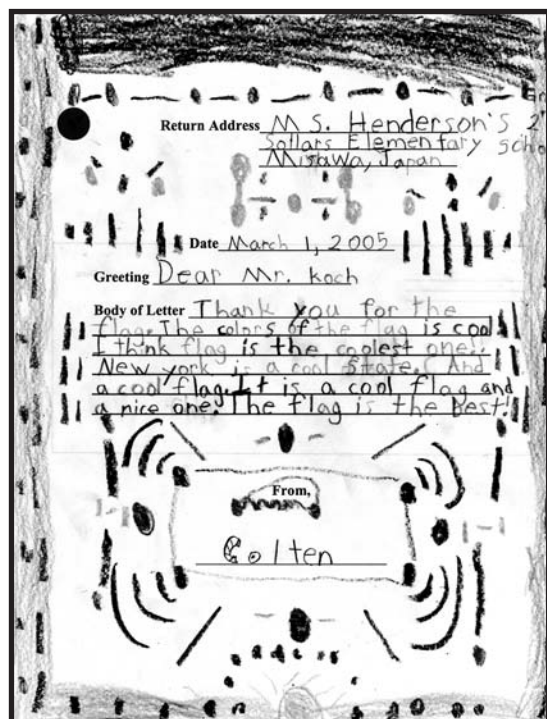 Return Address MS. Henderson's 2
Sollars Elementary Scho
Misawa, Japan
Date March 1, 2005
Greeting Dear Mr. Koch
Body of Letter Thank you for the
flag. The colors of the flag is cool
I think flag is the coolest one!!
New york is a cool state. And
a cool flag. It is a cool flag and
a nice one. The flag is the best!
From,
Colten